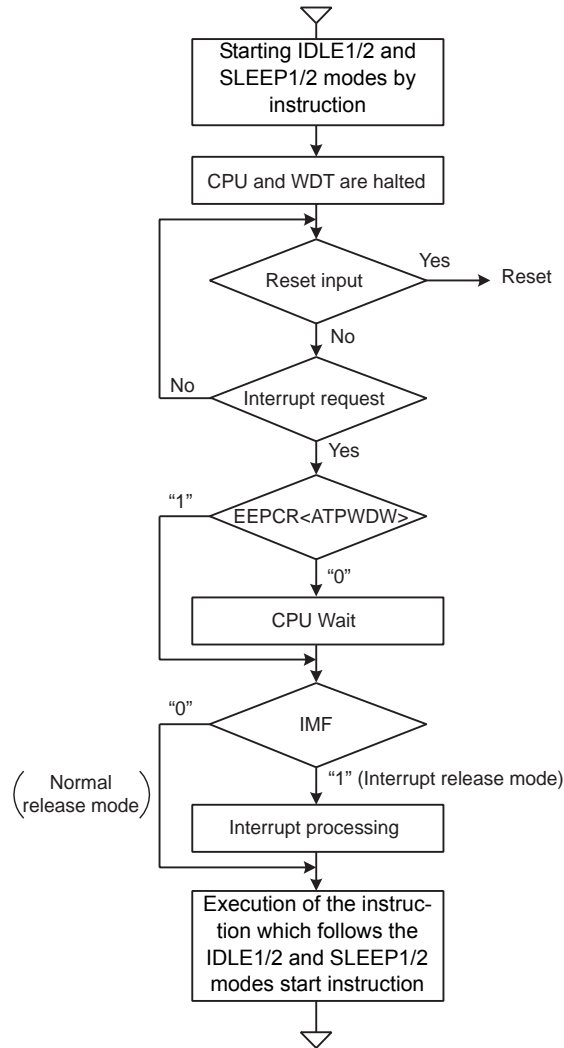 Starting IDLE1/2 and
SLEEP1/2 modes by
instruction
CPU and WDT are halted
Reset input
Yes
Reset
No
Interrupt request
No
Yes
EEPCR<ATPWDW>
“1”
“0”
CPU Wait
IMF
“0”
Normal
release mode
“1” (Interrupt release mode)
Interrupt processing
Execution of the instruc-
tion which follows the
IDLE1/2 and SLEEP1/2
modes start instruction